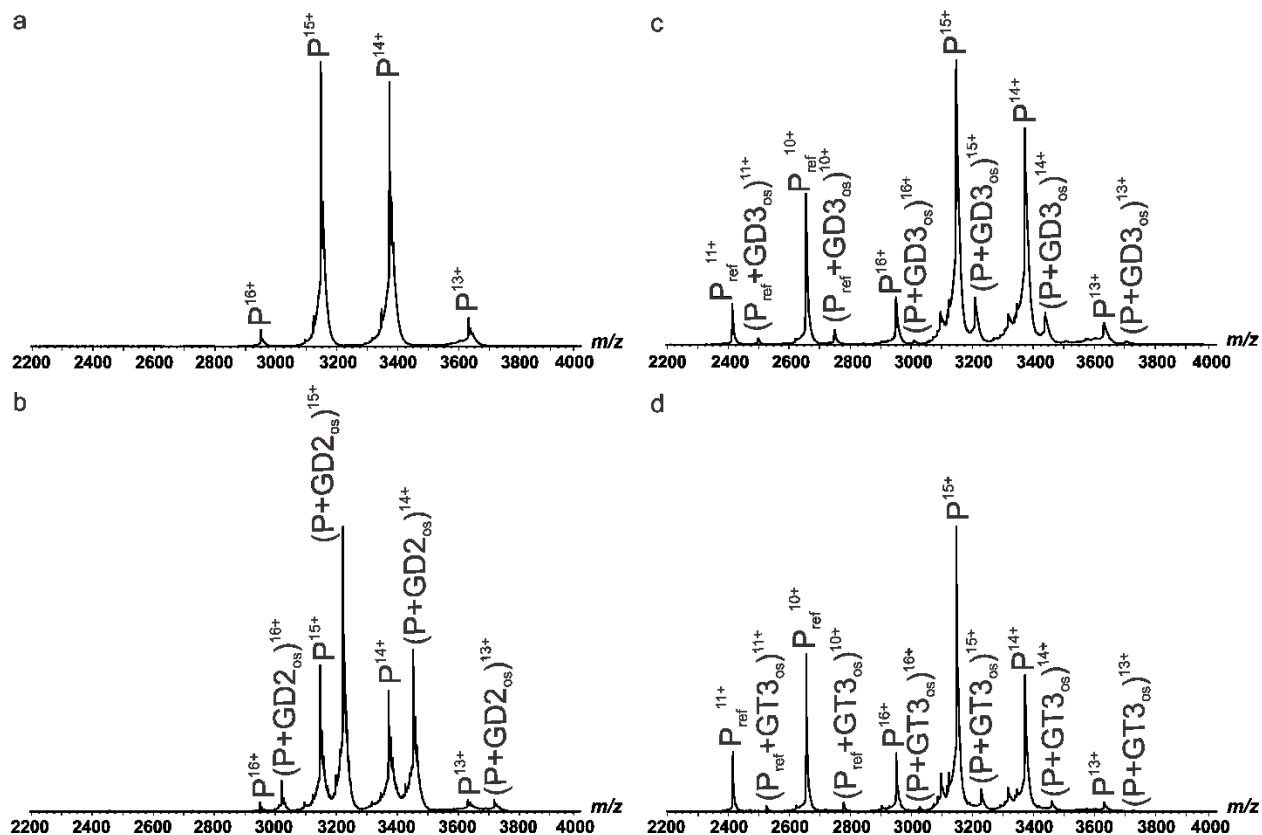 a
P16+
P15+
P14+
P13+
2200 2400 2600 2800 3000 3200 3400 3600 3800 4000 m/z
b
P16+
(P+GD2os)16+
P15+
(P+GD2os)15+
P14+
(P+GD2os)14+
P13+
(P+GD2os)13+
2200 2400 2600 2800 3000 3200 3400 3600 3800 4000 m/z
c
Pref11+
(Pref+GD3os)11+
Pref10+
(Pref+GD3os)10+
P16+
(P+GD3os)16+
P15+
(P+GD3os)15+
P14+
(P+GD3os)14+
P13+
(P+GD3os)13+
2200 2400 2600 2800 3000 3200 3400 3600 3800 4000 m/z
d
Pref11+
(Pref+GT3os)11+
Pref10+
(Pref+GT3os)10+
P16+
(P+GT3os)16+
P15+
(P+GT3os)15+
P14+
(P+GT3os)14+
P13+
(P+GT3os)13+
2200 2400 2600 2800 3000 3200 3400 3600 3800 4000 m/z